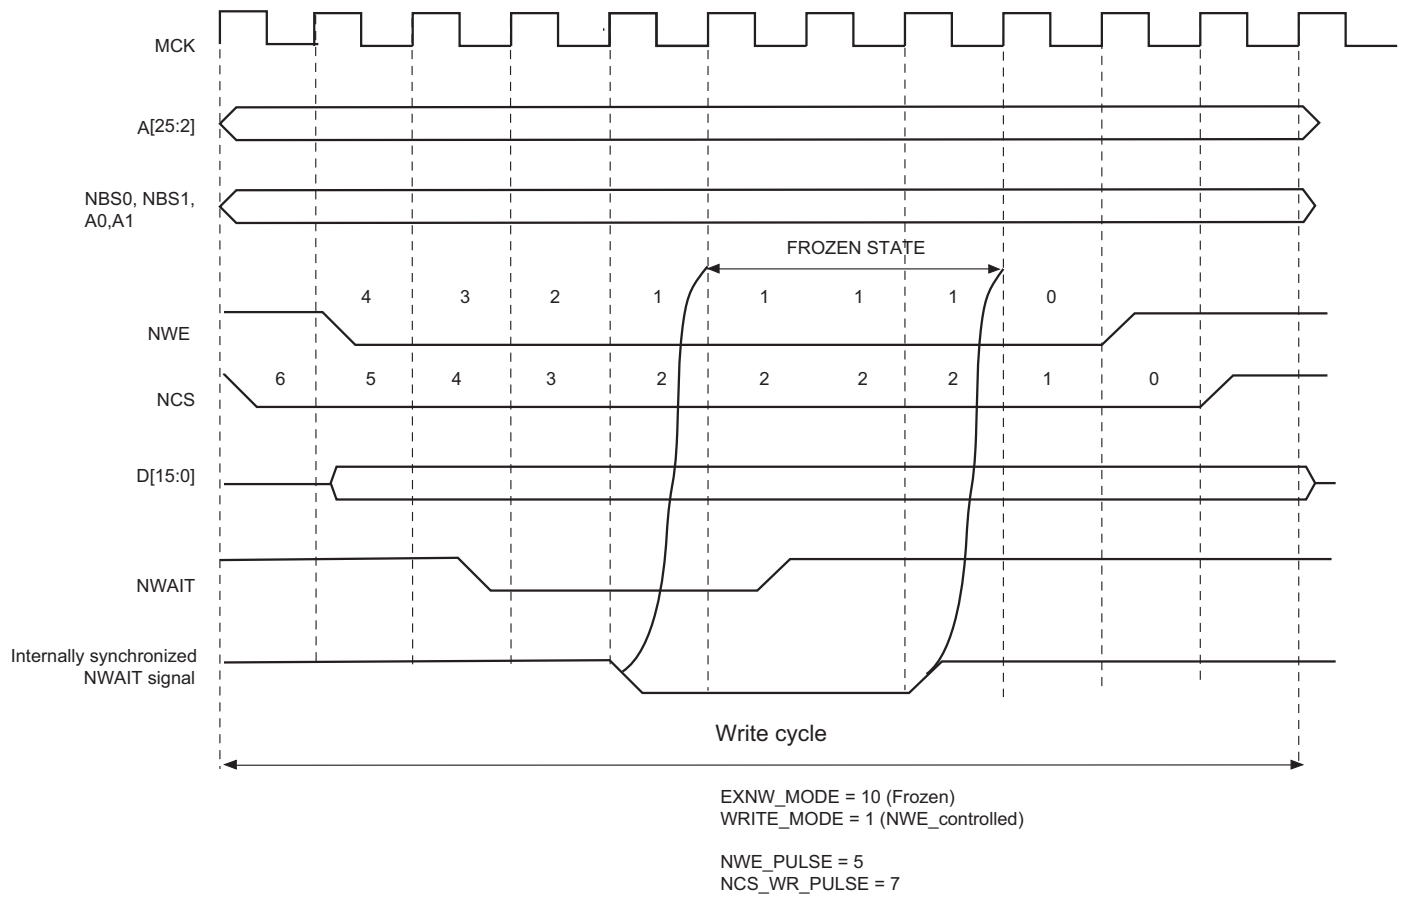 MCK
A[25:2]
NBS0, NBS1,
A0,A1
FROZEN STATE
4 3 2 1 1 1 1 0
NWE
6 5 4 3 2 2 2 2 1 0
NCS
D[15:0]
NWAIT
Internally synchronized
NWAIT signal
Write cycle
EXNW_MODE = 10 (Frozen)
WRITE_MODE = 1 (NWE_controlled)
NWE_PULSE = 5
NCS_WR_PULSE = 7